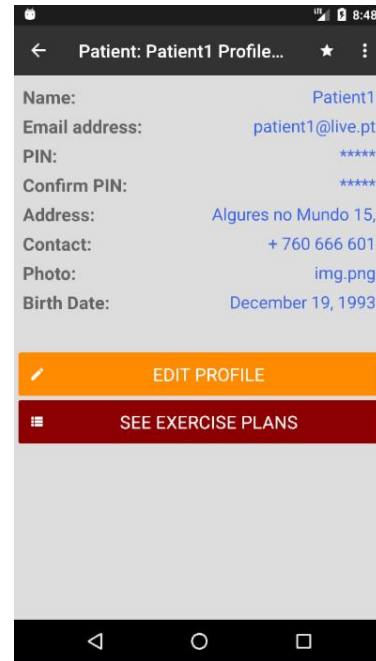 LTE 8:48
Patient: Patient1 Profile...
Name: Patient1
Email address: patient1@live.pt
PIN: *****
Confirm PIN: *****
Address: Algures no Mundo 15,
Contact: + 760 666 601
Photo: img.png
Birth Date: December 19, 1993
EDIT PROFILE
SEE EXERCISE PLANS